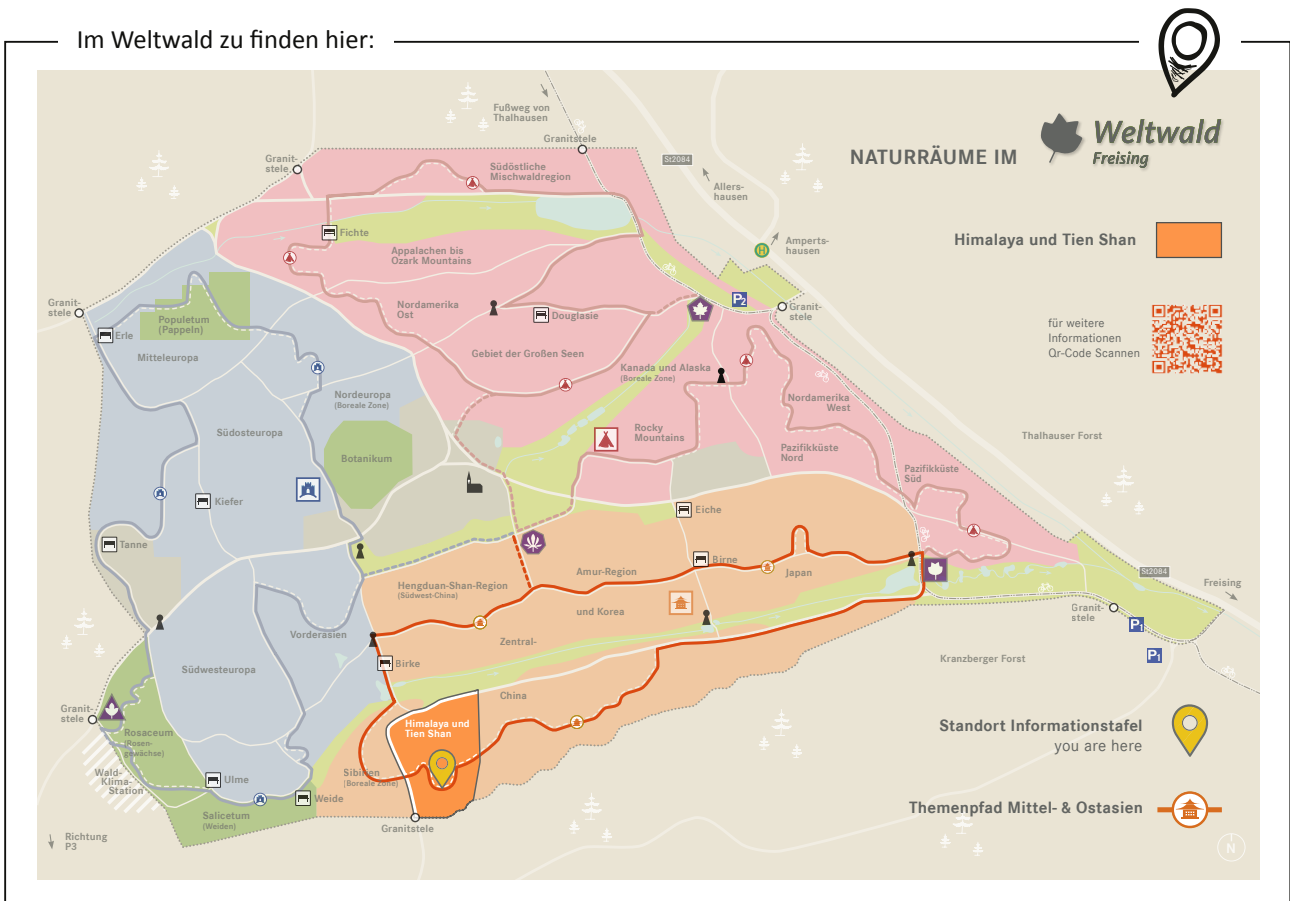 Im Weltwald zu finden hier:
Fußweg von
Thalhausen
Granitstele
Granit-
stele
Südöstliche
Mischwaldregion
St2084
Allers-
hausen
NATURRÄUME IM
Weltwald
Freising
Fichte
Appalachen bis
Ozark Mountains
H
Amperts-
hausen
Himalaya und Tien Shan
Granit-
stele
Populetum
(Pappeln)
Erle
Mitteleuropa
Nordamerika
Ost
Douglasie
P2
Granit-
stele
für weitere
Informationen
Qr-Code Scannen
Gebiet der Großen Seen
Kanada und Alaska
(Boreale Zone)
Nordeuropa
(Boreale Zone)
Nordamerika
West
Südosteuropa
Rocky
Mountains
Thalhauser Forst
Botanikum
Pazifikküste
Nord
Pazifikküste
Süd
Kiefer
Eiche
Tanne
Birne
Hengduan-Shan-Region
(Südwest-China)
Amur-Region
Japan
St2084
Freising
und Korea
Granit-
stele
P1
Vorderasien
Zentral-
P1
Birke
Kranzberger Forst
Südwesteuropa
China
Granit-
stele
Himalaya und
Tien Shan
Rosaceum
(Rosen-
gewächse)
Standort Informationstafel
you are here
Wald-
Klima-
Station
Ulme
Sibirien
(Boreale Zone)
Weide
Salicetum
(Weiden)
Granitstele
Themenpfad Mittel- & Ostasien
Richtung
P3
N